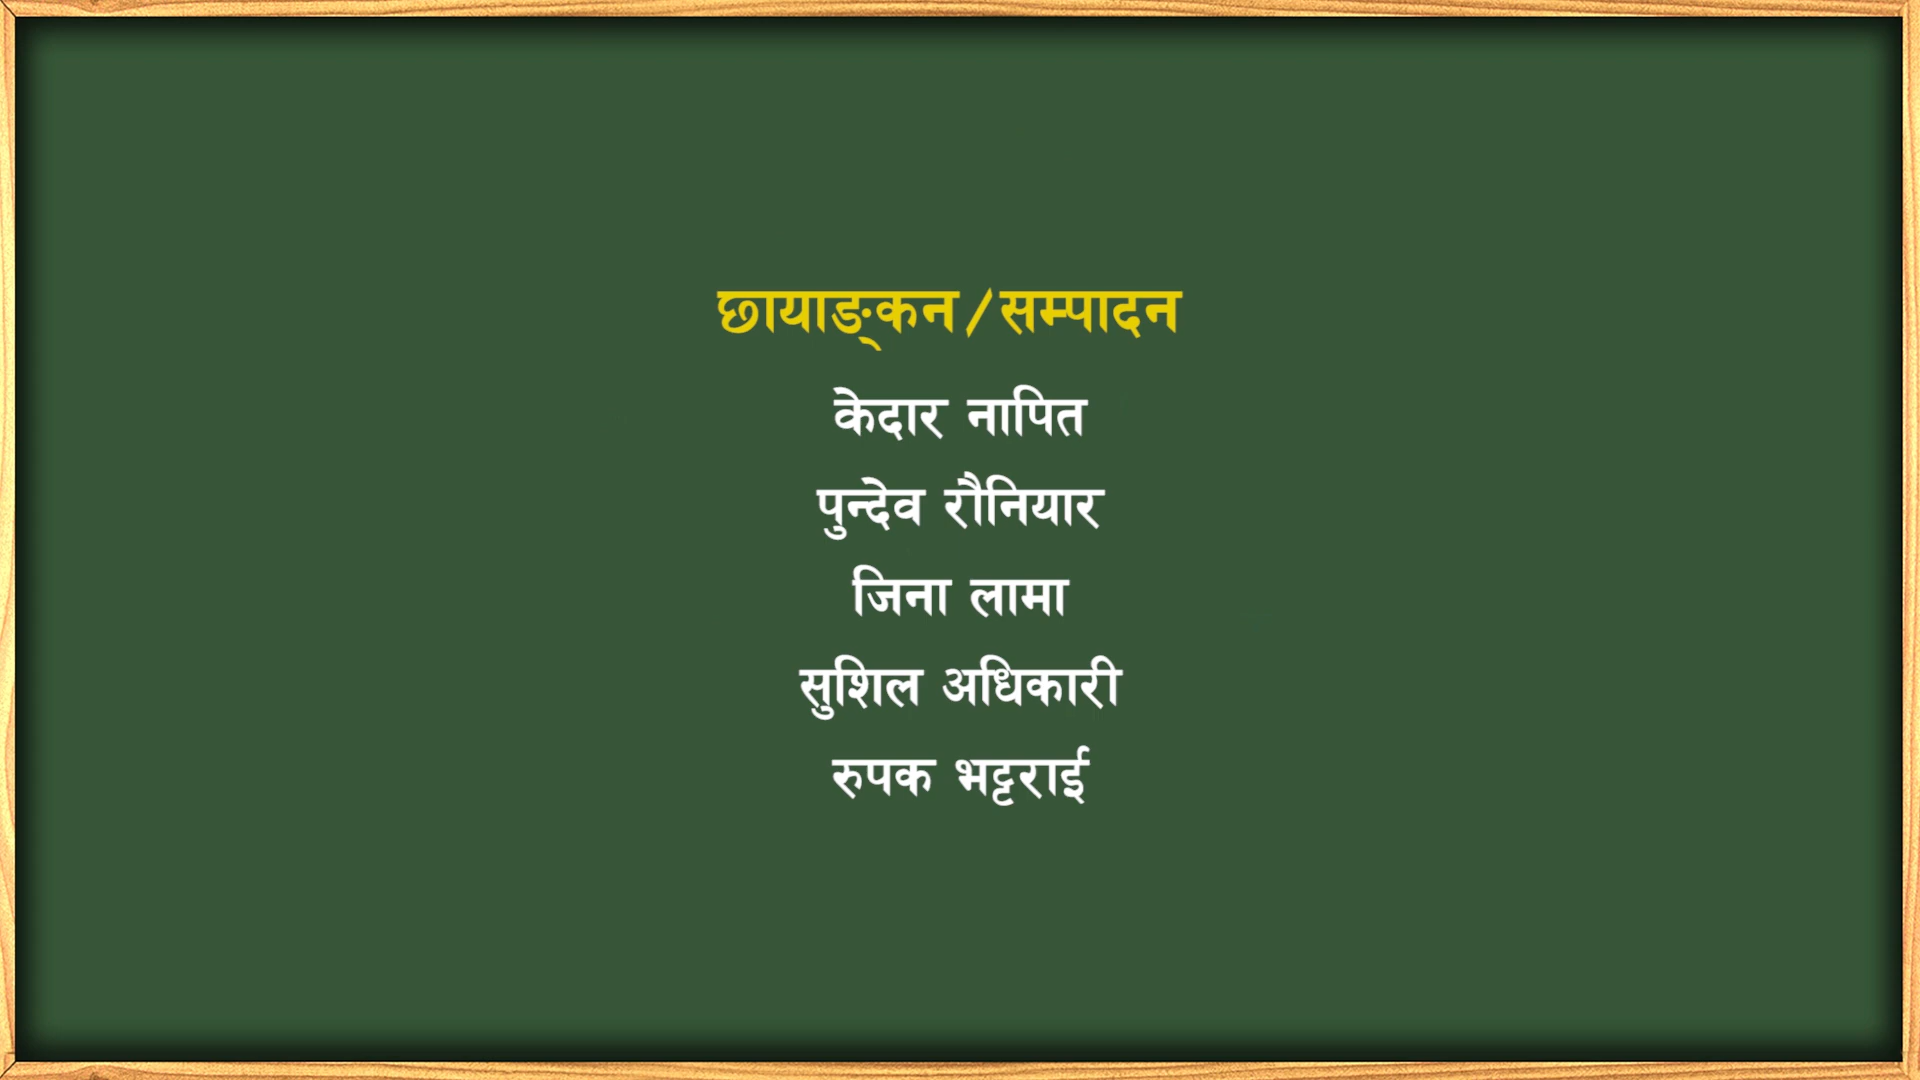 छायाङ्कन/सम्पादन
केदार नापित
पुन्देव रौनियार
जिना लामा
सुशिल अधिकारी
रुपक भट्टराई